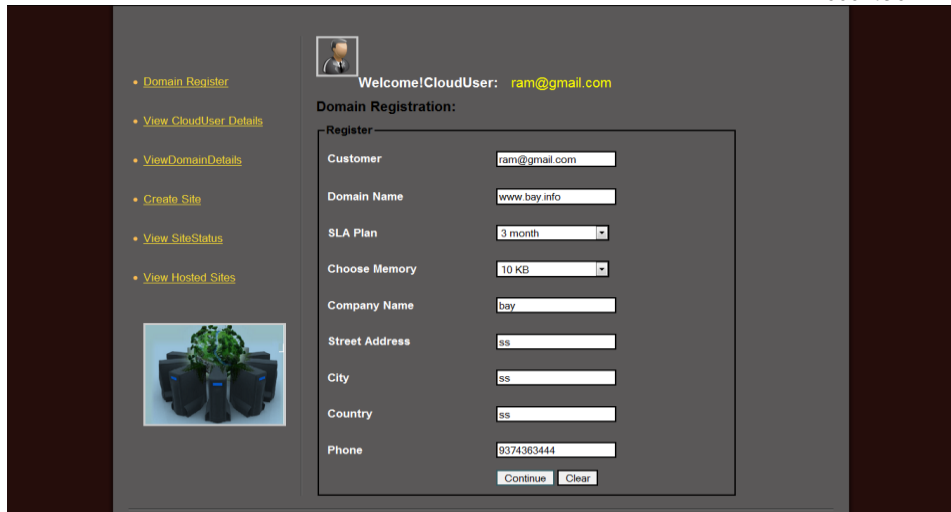 Welcome!CloudUser: ram@gmail.com
Domain Register
View CloudUser Details
ViewDomainDetails
Create Site
View SiteStatus
View Hosted Sites
Domain Registration:
Register
Customer ram@gmail.com
Domain Name www.bay.info
SLA Plan 3 month
Choose Memory 10 KB
Company Name bay
Street Address ss
City ss
Country ss
Phone 9374363444
Continue Clear